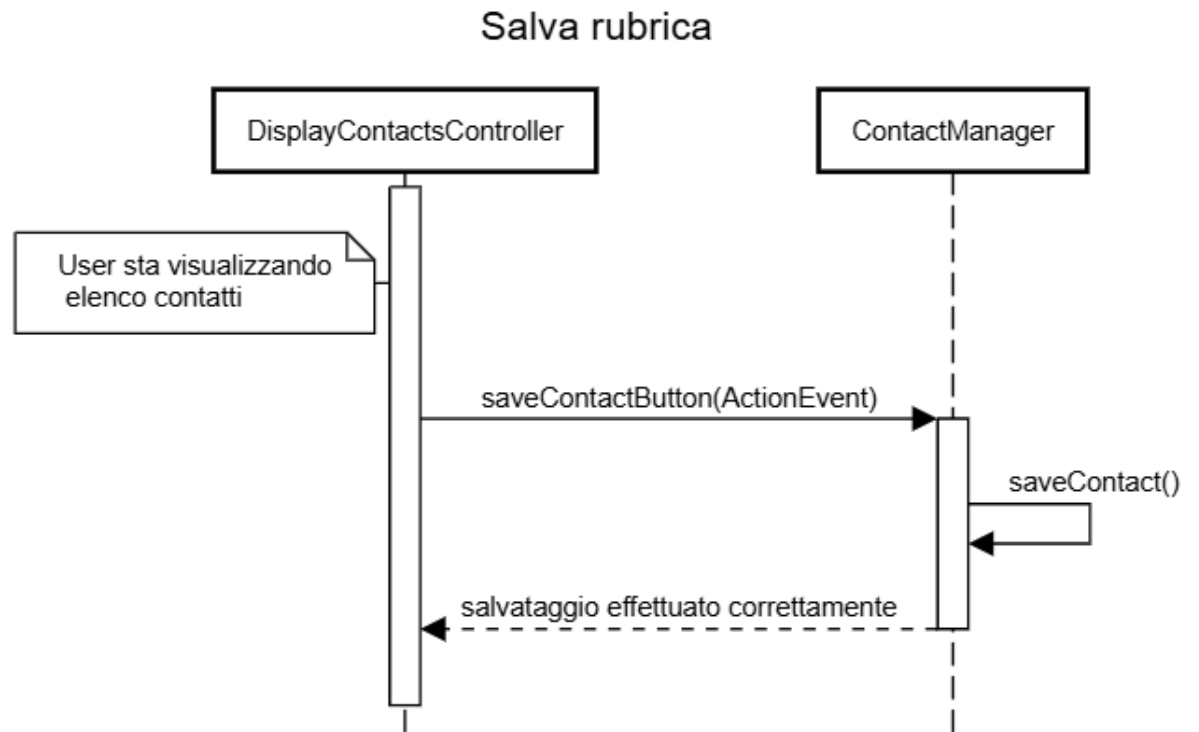 Salva rubrica
DisplayContactsController
ContactManager
User sta visualizzando
elenco contatti
saveContactButton(ActionEvent)
saveContact()
salvataggio effettuato correttamente